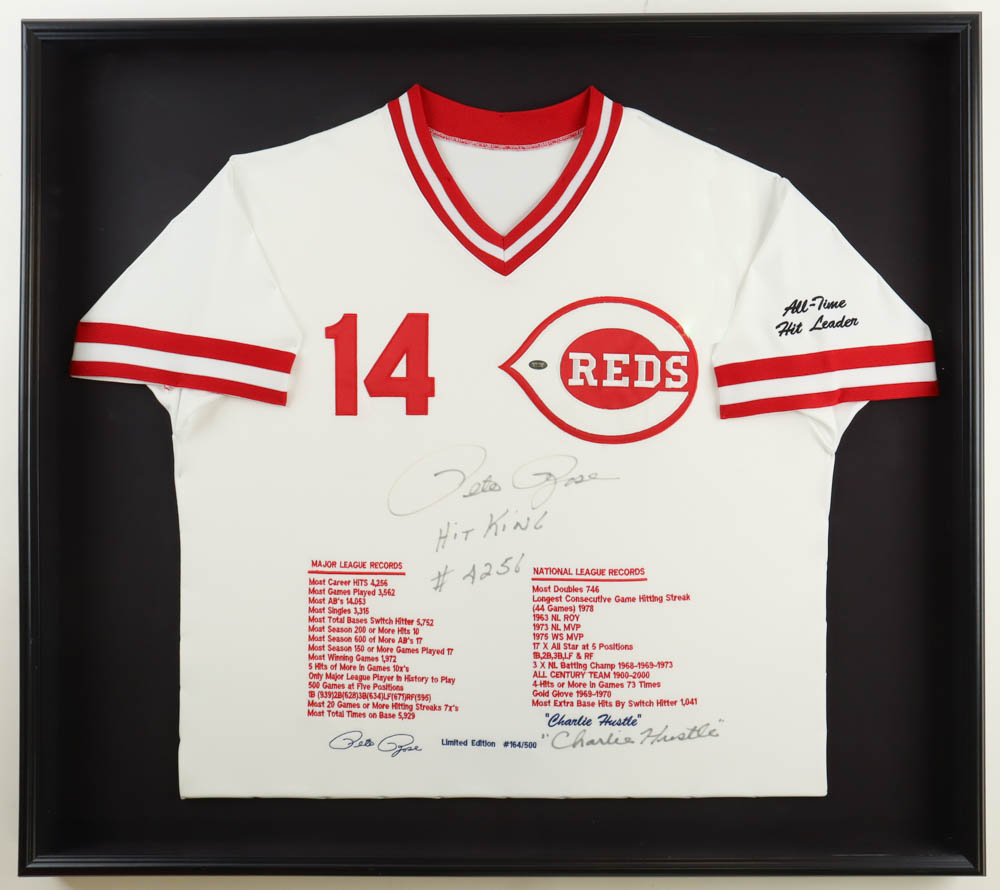 All-Time
Hit Leader
14
REDS
Pete Rose
Hit King
# 4256
MAJOR LEAGUE RECORDS
Most Career HITS 4,256
Most Games Played 3,562
Most AB's 14,053
Most Singles 3,315
Most Total Bases Switch Hitter 5,752
Most Season 200 or More Hits 10
Most Season 600 of More AB's 17
Most Season 150 or More Games Played 17
Most Winning Games 1,972
5 Hits of More in Games 10x's
Only Major League Player in History to Play
500 Games at Five Positions
1B (939)2B(628)3B(634)LF(671)RF(595)
Most 20 Games or More Hitting Streaks 7x's
Most Total Times on Base 5,929
NATIONAL LEAGUE RECORDS
Most Doubles 746
Longest Consecutive Game Hitting Streak
(44 Games) 1978
1963 NL ROY
1973 NL MVP
1975 WS MVP
17 X All Star at 5 Positions
1B,2B,3B,LF & RF
3 X NL Batting Champ 1968-1969-1973
ALL CENTURY TEAM 1900-2000
4-Hits or More in Games 73 Times
Gold Glove 1969-1970
Most Extra Base Hits By Switch Hitter 1,041
"Charlie Hustle"
Pete Rose Limited Edition #164/500 "Charlie Hustle"